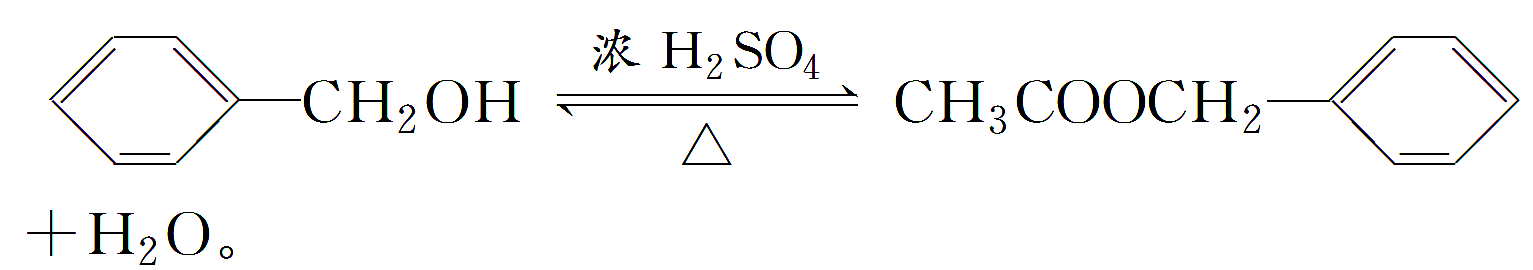 CH₂OH 浓 H₂SO₄ ⇌ △ CH₃COOCH₂
+H₂O。